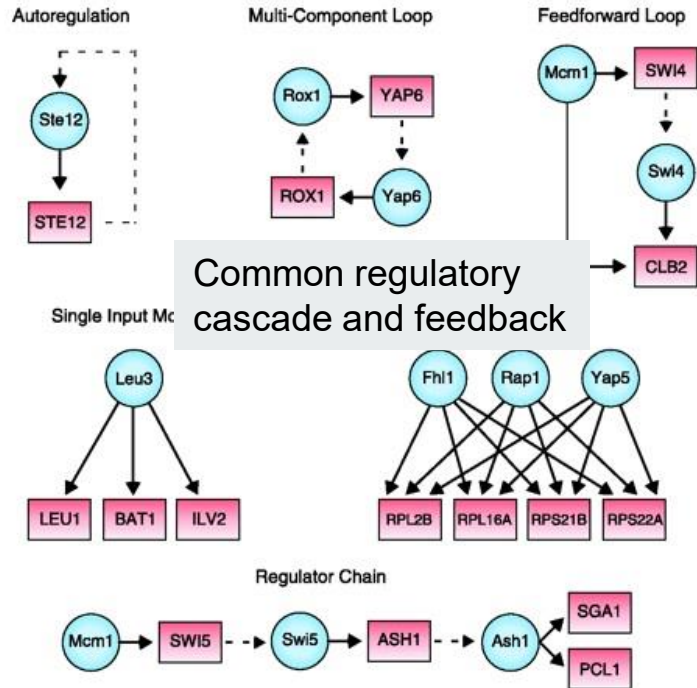 Autoregulation
Multi-Component Loop
Feedforward Loop
Ste12
STE12
Rox1
YAP6
ROX1
Yap6
Mcm1
SWI4
Swi4
CLB2
Common regulatory
cascade and feedback
Single Input
Leu3
LEU1
BAT1
ILV2
Fhl1
Rap1
Yap5
RPL2B
RPL16A
RPS21B
RPS22A
Regulator Chain
Mcm1
SWI5
Swi5
ASH1
Ash1
SGA1
PCL1